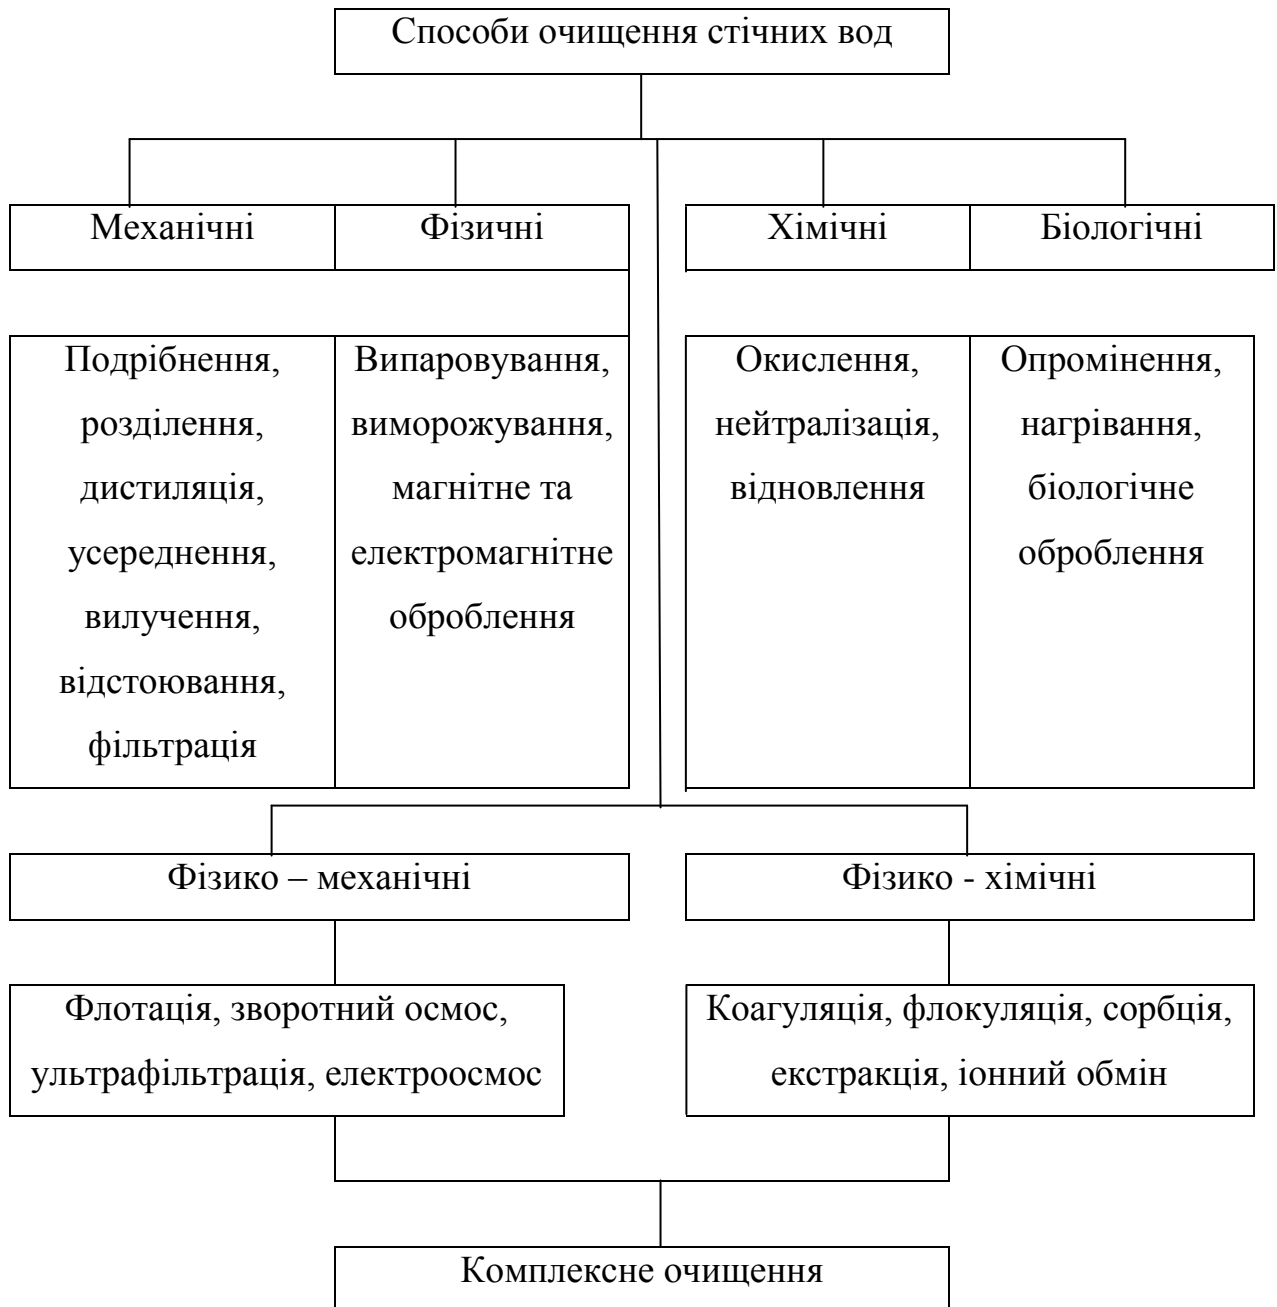 Способи очищення стічних вод
Механічні
Фізичні
Хімічні
Біологічні
Подрібнення,
розділення,
дистиляція,
усереднення,
вилучення,
відстоювання,
фільтрація
Випаровування,
виморожування,
магнітне та
електромагнітне
оброблення
Окислення,
нейтралізація,
відновлення
Опромінення,
нагрівання,
біологічне
оброблення
Фізико – механічні
Фізико - хімічні
Флотація, зворотний осмос,
ультрафільтрація, електроосмос
Коагуляція, флокуляція, сорбція,
екстракція, іонний обмін
Комплексне очищення